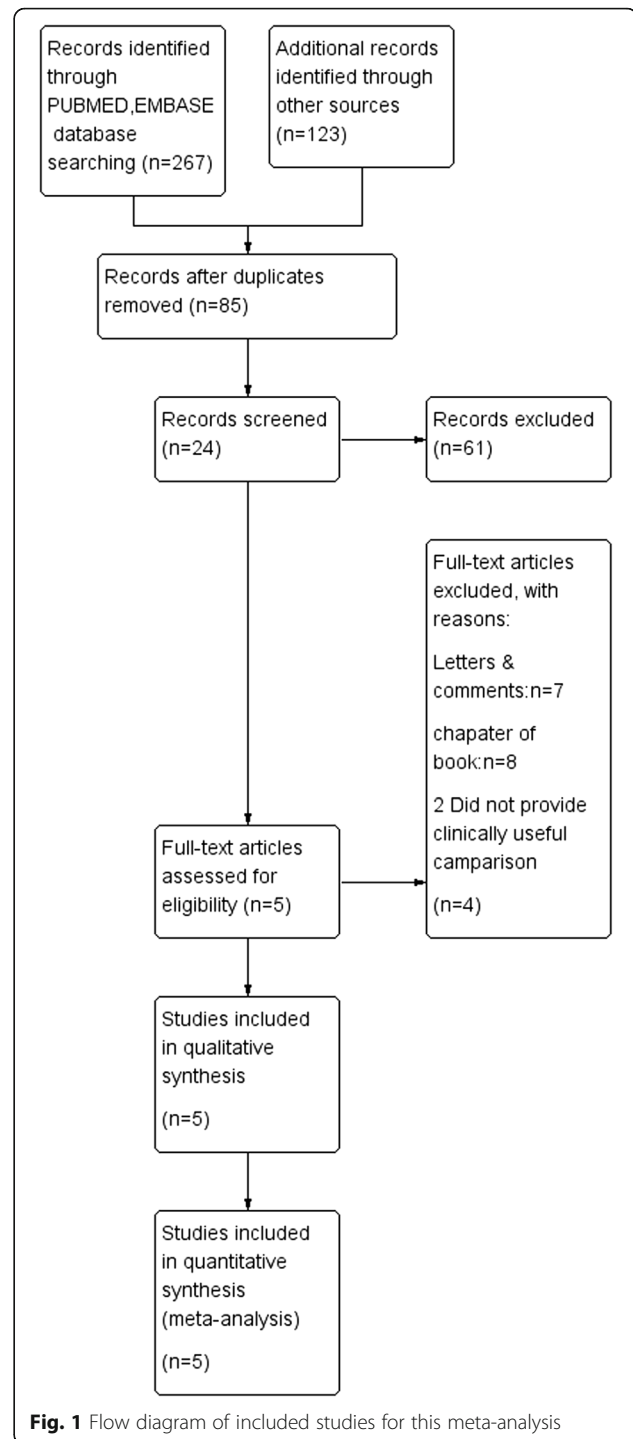 Records identified
through
PUBMED,EMBASE
database
searching (n=267)
Additional records
identified through
other sources
(n=123)
Records after duplicates
removed (n=85)
Records screened
(n=24)
Records excluded
(n=61)
Full-text articles
excluded, with
reasons:
Letters &
comments:n=7
chapater of
book:n=8
2 Did not provide
clinically useful
camparison
(n=4)
Full-text articles
assessed for
eligibility (n=5)
Studies included
in qualitative
synthesis
(n=5)
Studies included
in quantitative
synthesis
(meta-analysis)
(n=5)
Fig. 1 Flow diagram of included studies for this meta-analysis